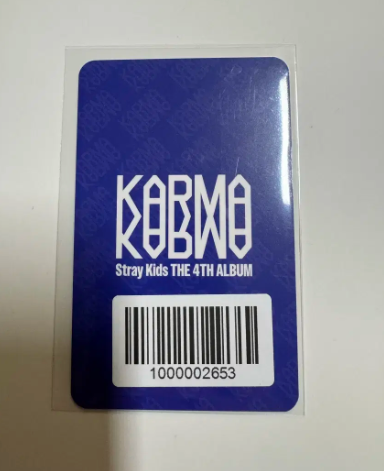 KARMA
Stray Kids THE 4TH ALBUM
1000002653